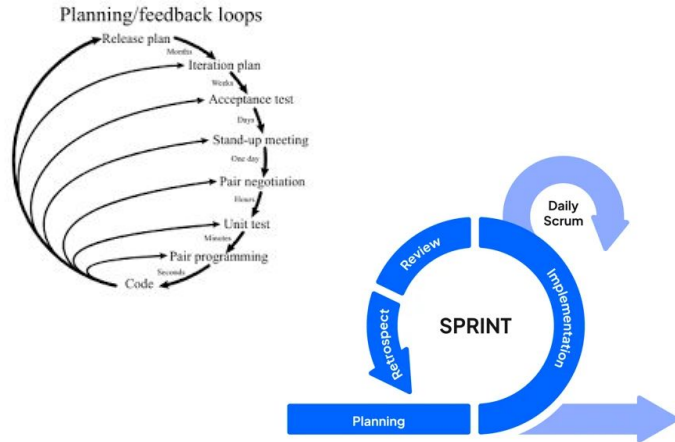 Planning/feedback loops
Release plan
Months
Iteration plan
Weeks
Acceptance test
Days
Stand-up meeting
One day
Pair negotiation
Hours
Unit test
Minutes
Pair programming
Seconds
Code
Daily
Scrum
Review
Implementation
SPRINT
Retrospect
Planning